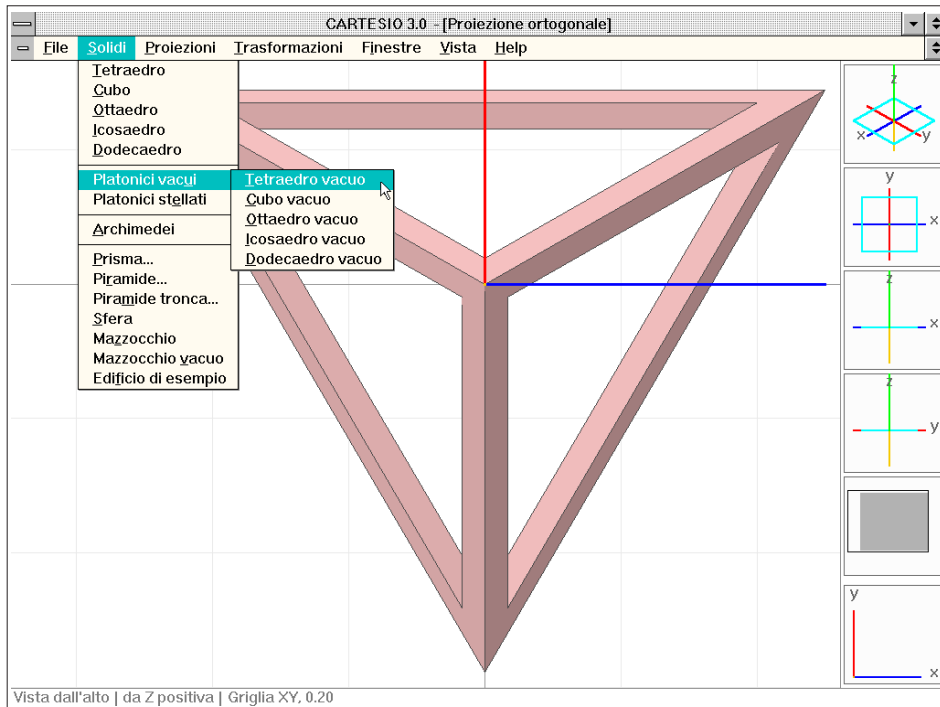 CARTESIO 3.0 - [Proiezione ortogonale]
File Solidi Proiezioni Trasformazioni Finestre Vista Help
Tetraedro
Cubo
Ottaedro
Icosaedro
Dodecaedro
Platonici vacui
Platonici stellati
Archimedei
Prisma...
Piramide...
Piramide tronca...
Sfera
Mazzocchio
Mazzocchio vacuo
Edificio di esempio
Tetraedro vacuo
Cubo vacuo
Ottaedro vacuo
Icosaedro vacuo
Dodecaedro vacuo
z
x
y
y
x
z
x
z
y
y
x
Vista dall'alto | da Z positiva | Griglia XY, 0.20